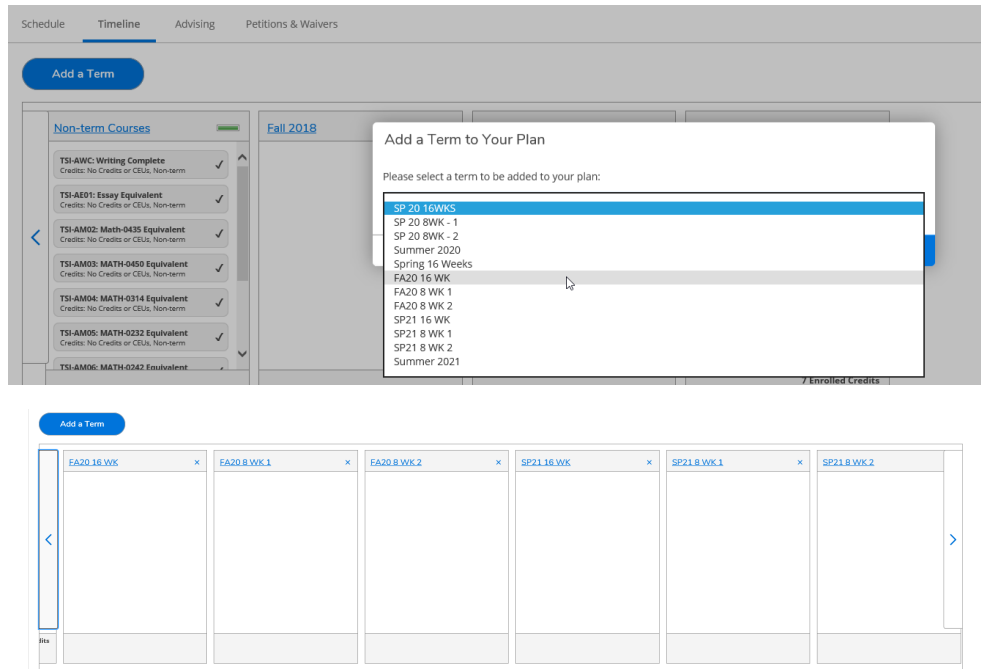 Schedule Timeline Advising Petitions & Waivers
Add a Term
Non-term Courses
TSI-AWC: Writing Complete
Credits: No Credits or CEUs, Non-term
TSI-AE01: Essay Equivalent
Credits: No Credits or CEUs, Non-term
TSI-AM02: Math-0435 Equivalent
Credits: No Credits or CEUs, Non-term
TSI-AM03: MATH-0450 Equivalent
Credits: No Credits or CEUs, Non-term
TSI-AM04: MATH-0314 Equivalent
Credits: No Credits or CEUs, Non-term
TSI-AM05: MATH-0232 Equivalent
Credits: No Credits or CEUs, Non-term
TSI-AM06: MATH-0242 Equivalent
Fall 2018
Add a Term to Your Plan
Please select a term to be added to your plan:
SP 20 16WKS
SP 20 8WK - 1
SP 20 8WK - 2
Summer 2020
Spring 16 Weeks
FA20 16 WK
FA20 8 WK 1
FA20 8 WK 2
SP21 16 WK
SP21 8 WK 1
SP21 8 WK 2
Summer 2021
7 Enrolled Credits
Add a Term
FA20 16 WK × FA20 8 WK 1 × FA20 8 WK 2 × SP21 16 WK × SP21 8 WK 1 × SP21 8 WK 2
dits